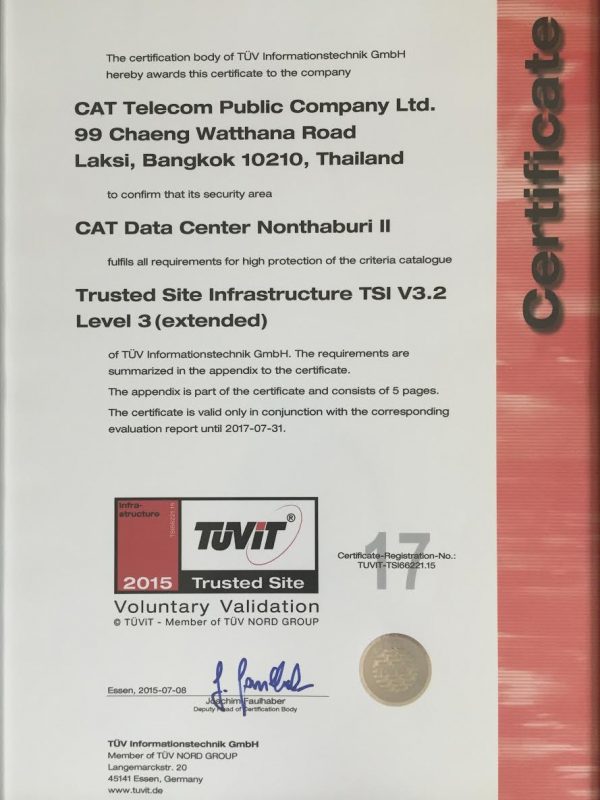 Certificate
The certification body of TÜV Informationstechnik GmbH
hereby awards this certificate to the company
CAT Telecom Public Company Ltd.
99 Chaeng Watthana Road
Laksi, Bangkok 10210, Thailand
to confirm that its security area
CAT Data Center Nonthaburi II
fulfils all requirements for high protection of the criteria catalogue
Trusted Site Infrastructure TSI V3.2
Level 3 (extended)
of TÜV Informationstechnik GmbH. The requirements are
summarized in the appendix to the certificate.
The appendix is part of the certificate and consists of 5 pages.
The certificate is valid only in conjunction with the corresponding
evaluation report until 2017-07-31.
Infra-
structure
TSI66221.15
TÜViT®
2015 Trusted Site
Voluntary Validation
© TÜViT - Member of TÜV NORD GROUP
17
Certificate-Registration-No.:
TUVIT-TSI66221.15
Essen, 2015-07-08
Joachim Faulhaber
Deputy Head of Certification Body
TÜV Informationstechnik GmbH
Member of TÜV NORD GROUP
Langemarckstr. 20
45141 Essen, Germany
www.tuvit.de